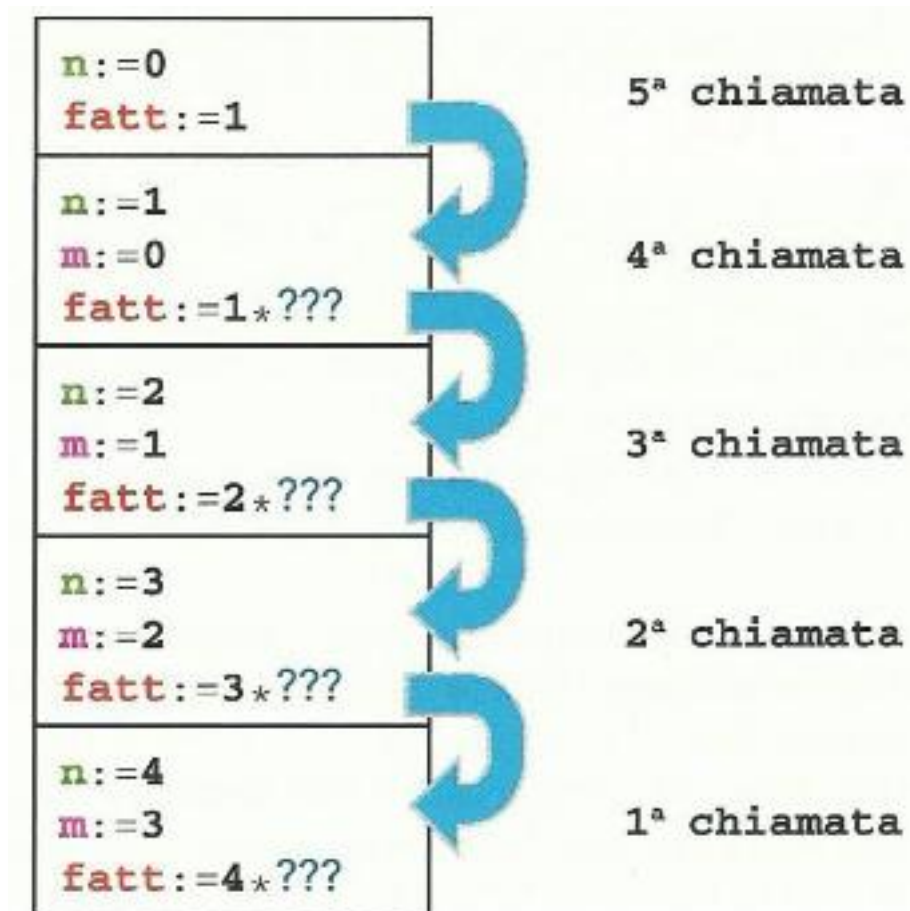 n:=0
fatt:=1
5ª chiamata
n:=1
m:=0
fatt:=1*???
4ª chiamata
n:=2
m:=1
fatt:=2*???
3ª chiamata
n:=3
m:=2
fatt:=3*???
2ª chiamata
n:=4
m:=3
fatt:=4*???
1ª chiamata